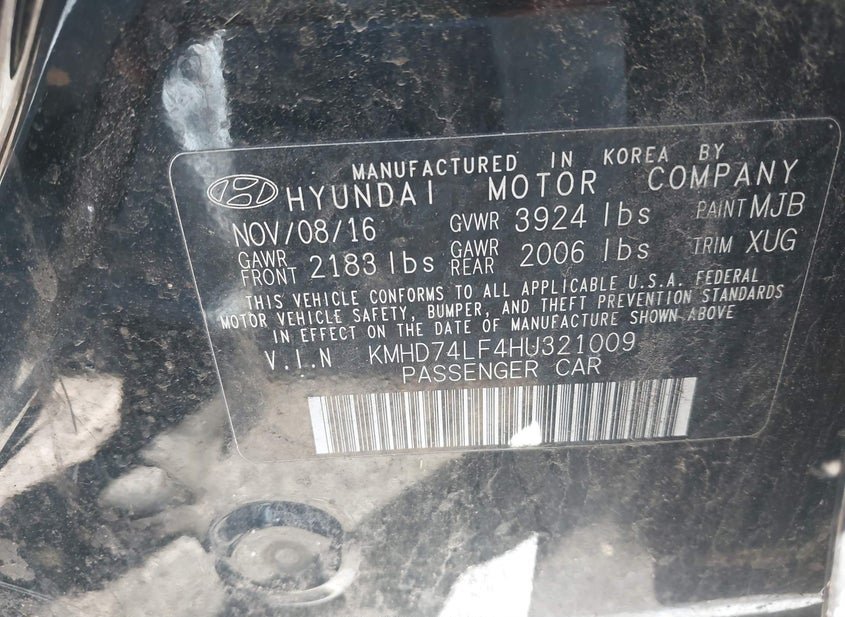 MANUFACTURED IN KOREA BY
HYUNDAI MOTOR COMPANY
NOV/08/16 GVWR 3924 lbs PAINT MJB
GAWR FRONT 2183 lbs GAWR REAR 2006 lbs TRIM XUG
THIS VEHICLE CONFORMS TO ALL APPLICABLE U.S.A. FEDERAL
MOTOR VEHICLE SAFETY, BUMPER, AND THEFT PREVENTION STANDARDS
IN EFFECT ON THE DATE OF MANUFACTURE SHOWN ABOVE
V.I.N KMHD74LF4HU321009
PASSENGER CAR